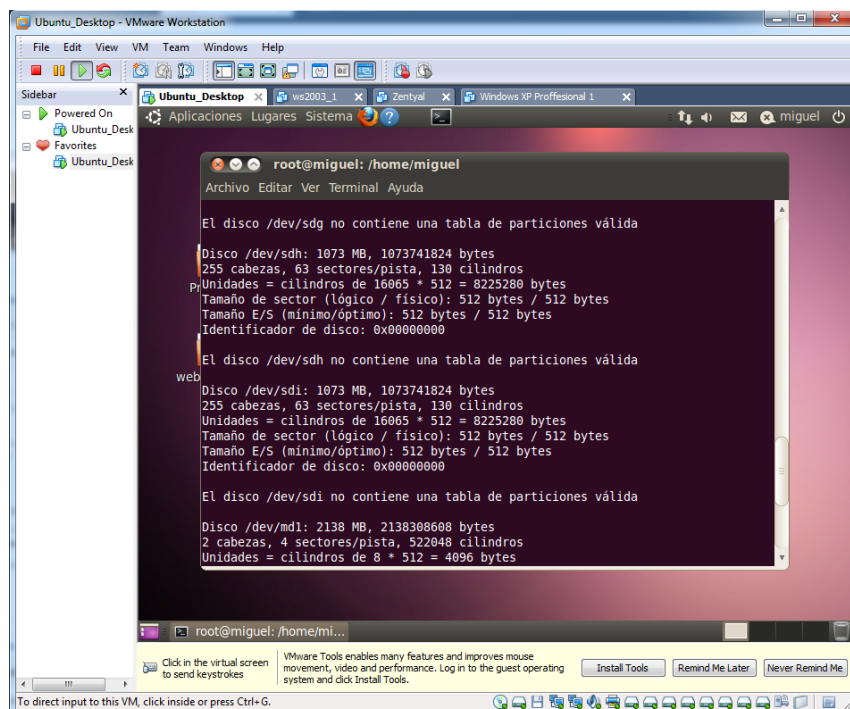 Ubuntu_Desktop - VMware Workstation
File Edit View VM Team Windows Help
Sidebar
Powered On
Ubuntu_Desk
Favorites
Ubuntu_Desk
Ubuntu_Desktop ws2003_1 Zentyal Windows XP Proffesional 1
Aplicaciones Lugares Sistema miguel
root@miguel: /home/miguel
Archivo Editar Ver Terminal Ayuda
El disco /dev/sdg no contiene una tabla de particiones válida
Disco /dev/sdh: 1073 MB, 1073741824 bytes
255 cabezas, 63 sectores/pista, 130 cilindros
Unidades = cilindros de 16065 * 512 = 8225280 bytes
Tamaño de sector (lógico / físico): 512 bytes / 512 bytes
Tamaño E/S (mínimo/óptimo): 512 bytes / 512 bytes
Identificador de disco: 0x00000000
El disco /dev/sdh no contiene una tabla de particiones válida
Disco /dev/sdi: 1073 MB, 1073741824 bytes
255 cabezas, 63 sectores/pista, 130 cilindros
Unidades = cilindros de 16065 * 512 = 8225280 bytes
Tamaño de sector (lógico / físico): 512 bytes / 512 bytes
Tamaño E/S (mínimo/óptimo): 512 bytes / 512 bytes
Identificador de disco: 0x00000000
El disco /dev/sdi no contiene una tabla de particiones válida
Disco /dev/md1: 2138 MB, 2138308608 bytes
2 cabezas, 4 sectores/pista, 522048 cilindros
Unidades = cilindros de 8 * 512 = 4096 bytes
Pr
web
root@miguel: /home/mi...
Click in the virtual screen
to send keystrokes
VMware Tools enables many features and improves mouse
movement, video and performance. Log in to the guest operating
system and click Install Tools.
Install Tools Remind Me Later Never Remind Me
To direct input to this VM, click inside or press Ctrl+G.